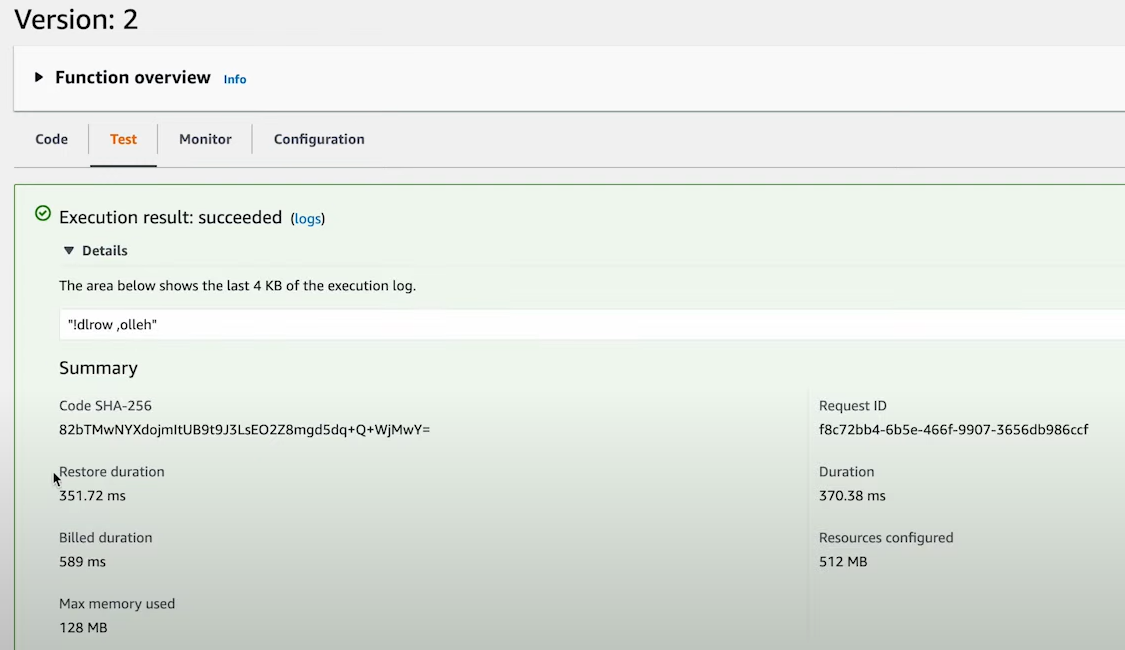 Version: 2
Function overview Info
Code Test Monitor Configuration
Execution result: succeeded (logs)
Details
The area below shows the last 4 KB of the execution log.
"!dlrow ,olleh"
Summary
Code SHA-256
82bTMwNYXdojmItUB9t9J3LsEO2Z8mgd5dq+Q+WjMwY=
Request ID
f8c72bb4-6b5e-466f-9907-3656db986ccf
Restore duration
351.72 ms
Duration
370.38 ms
Billed duration
589 ms
Resources configured
512 MB
Max memory used
128 MB